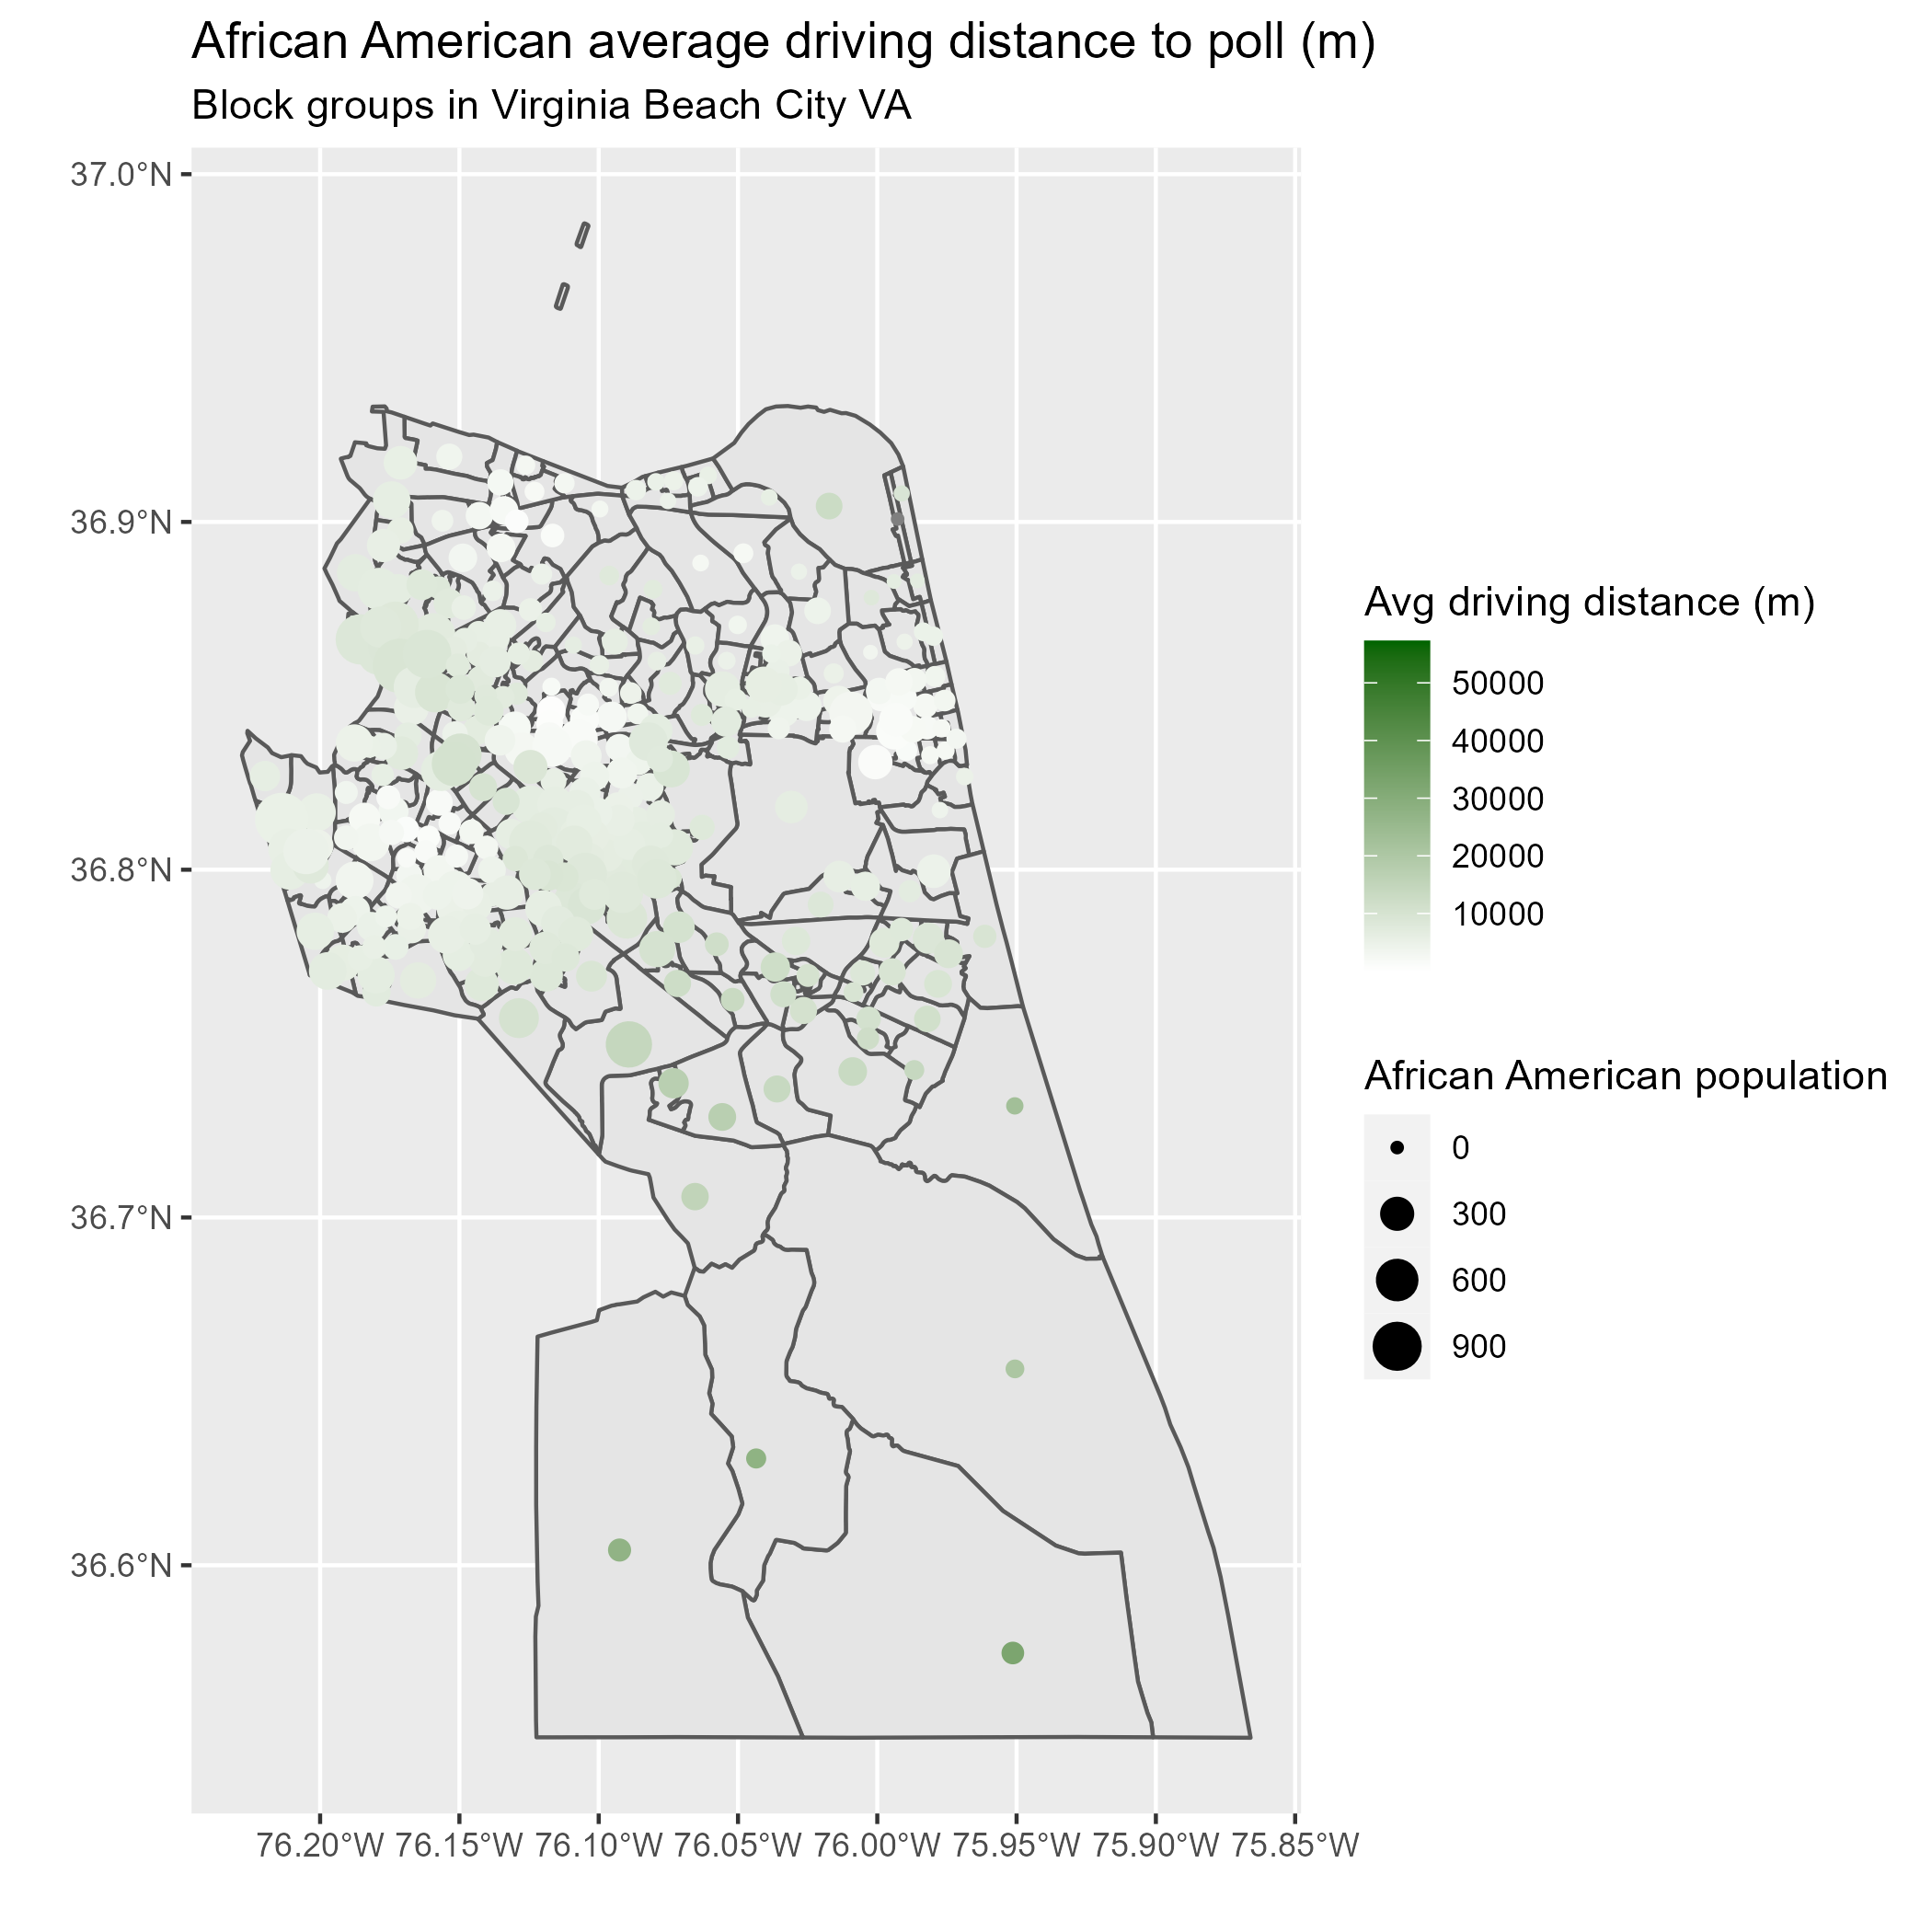 African American average driving distance to poll (m)
Block groups in Virginia Beach City VA
37.0°N
36.9°N
36.8°N
36.7°N
36.6°N
76.20°W 76.15°W 76.10°W 76.05°W 76.00°W 75.95°W 75.90°W 75.85°W
Avg driving distance (m)
50000
40000
30000
20000
10000
African American population
0
300
600
900